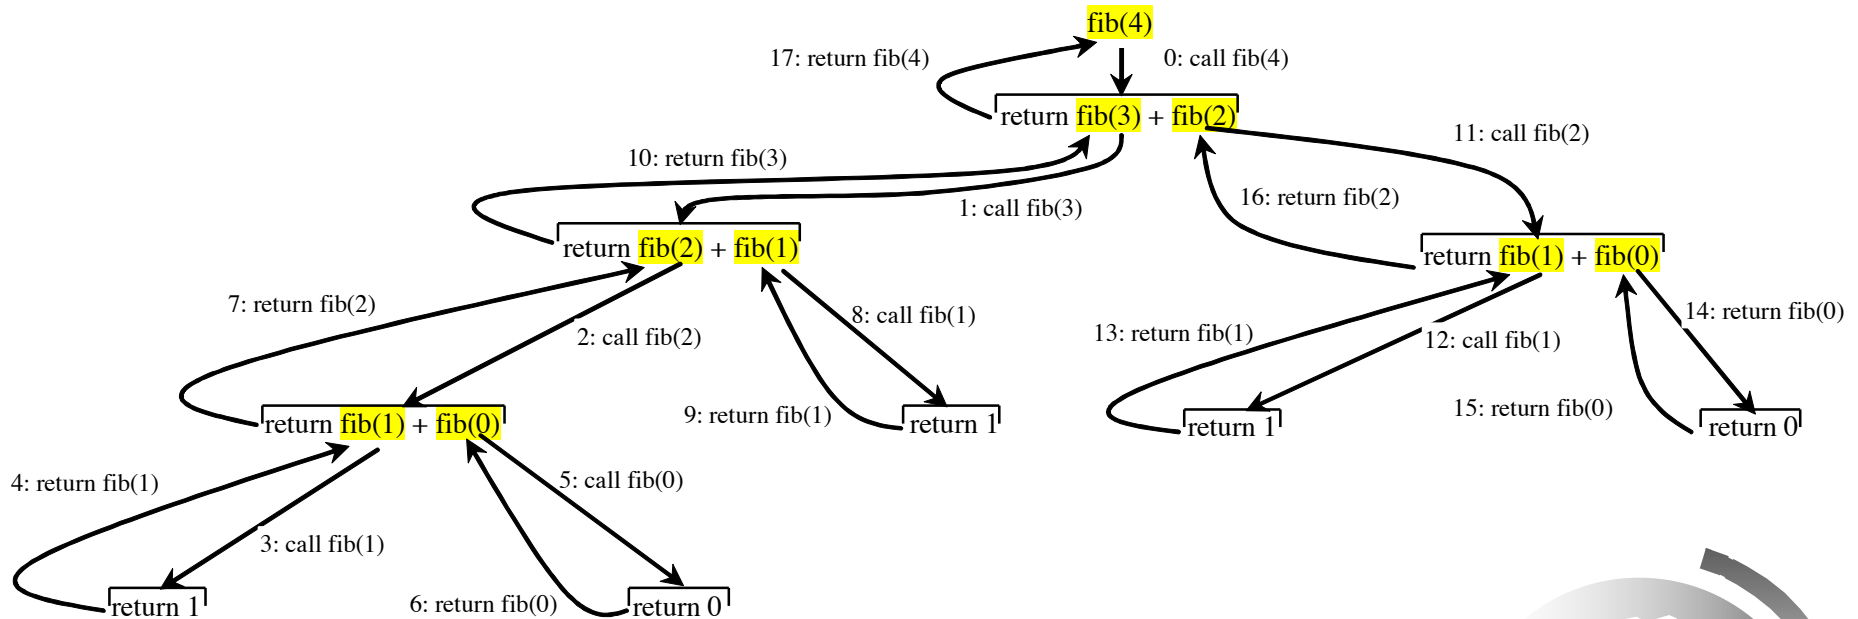 fib(4)
17: return fib(4)
0: call fib(4)
return fib(3) + fib(2)
11: call fib(2)
10: return fib(3)
16: return fib(2)
1: call fib(3)
return fib(2) + fib(1)
return fib(1) + fib(0)
7: return fib(2)
8: call fib(1)
14: return fib(0)
2: call fib(2)
13: return fib(1)
12: call fib(1)
9: return fib(1)
15: return fib(0)
return fib(1) + fib(0)
return 1
return 1
return 0
4: return fib(1)
5: call fib(0)
3: call fib(1)
6: return fib(0)
return 1
return 0